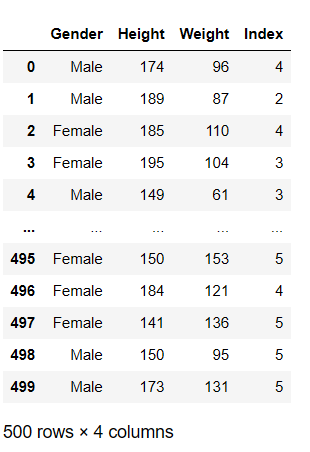 Gender Height Weight Index
0 Male 174 96 4
1 Male 189 87 2
2 Female 185 110 4
3 Female 195 104 3
4 Male 149 61 3
... ... ... ... ...
495 Female 150 153 5
496 Female 184 121 4
497 Female 141 136 5
498 Male 150 95 5
499 Male 173 131 5
500 rows × 4 columns